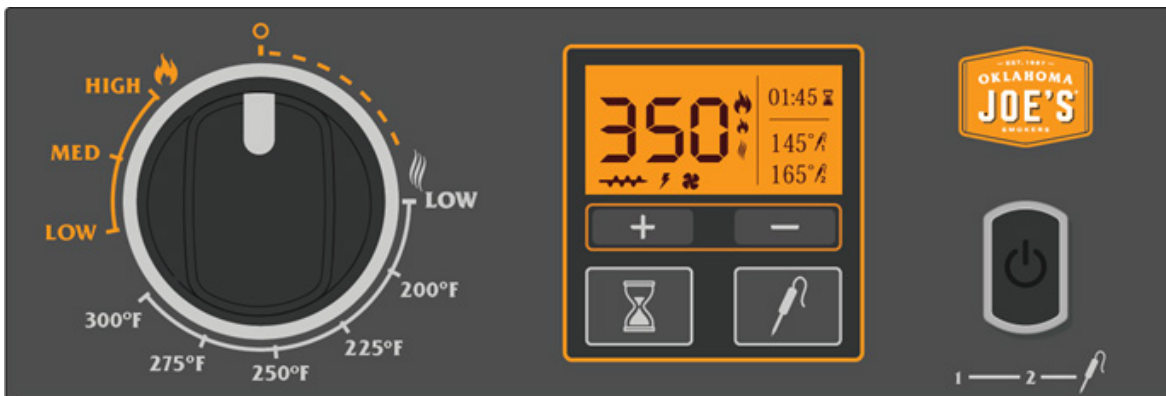 HIGH
MED
LOW
LOW
200°F
225°F
250°F
275°F
300°F
350
01:45
145°
165°
+
−
EST. 1987
OKLAHOMA
JOE'S
SMOKERS
1 — 2